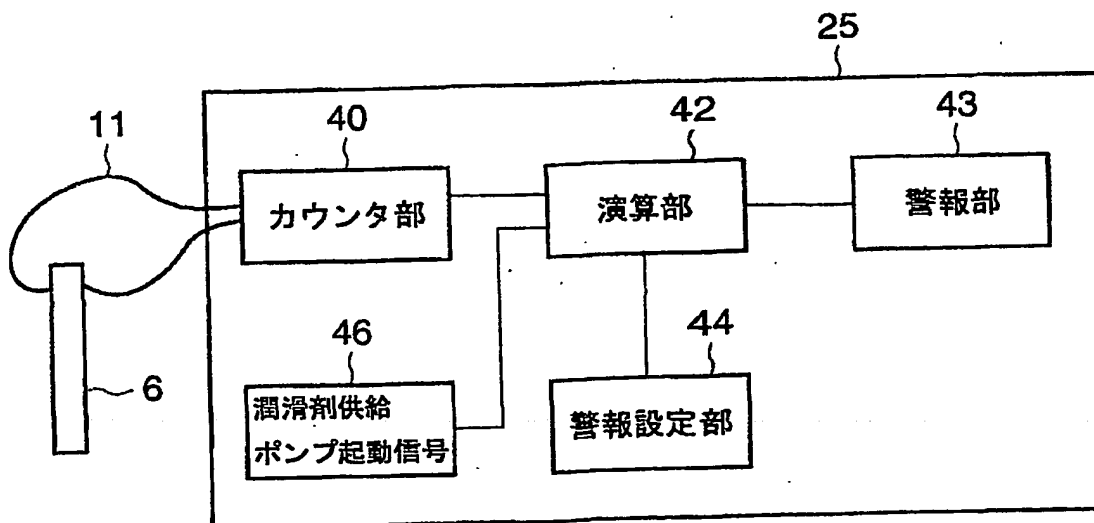 25
11
40
42
43
カウンタ部
演算部
警報部
46
44
6
潤滑剤供給
ポンプ起動信号
警報設定部